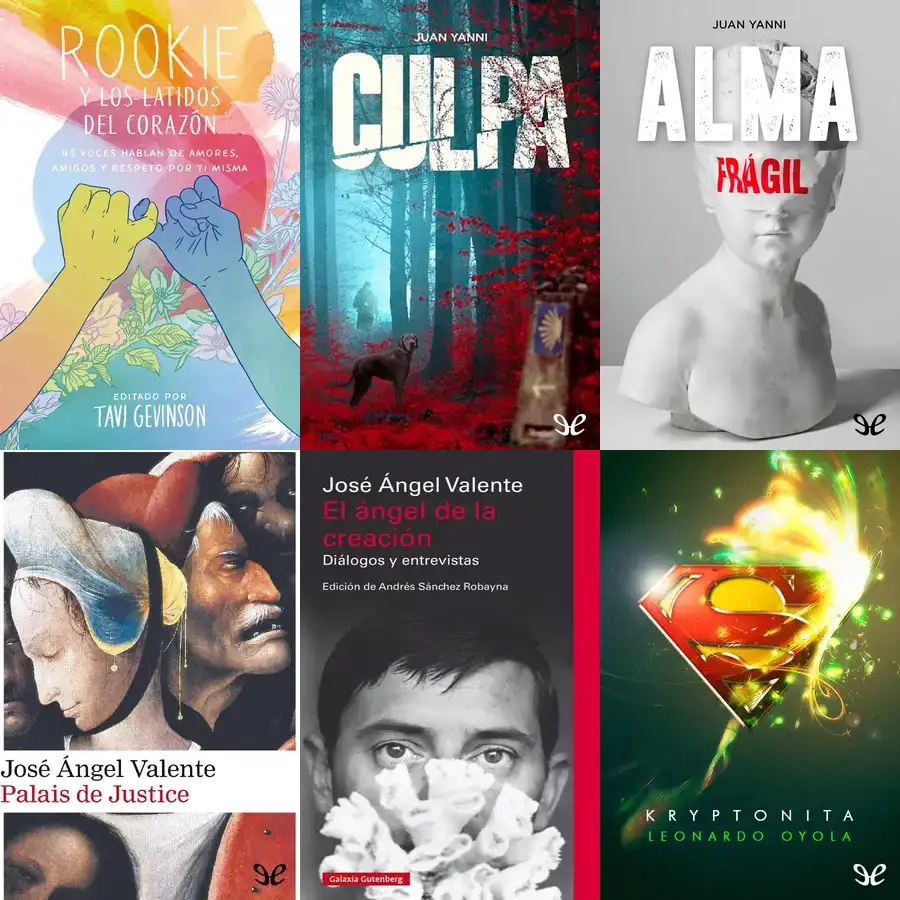 ROOKIE
Y LOS LATIDOS
DEL CORAZÓN
45 VOCES HABLAN DE AMORES,
AMIGOS Y RESPETO POR TI MISMA
EDITADO POR
TAVI GEVINSON
JUAN YANNI
CULPA
JUAN YANNI
ALMA
FRÁGIL
José Ángel Valente
Palais de Justice
José Ángel Valente
El ángel de la
creación
Diálogos y entrevistas
Edición de Andrés Sánchez Robayna
Galaxia Gutenberg
KRYPTONITA
LEONARDO OYOLA